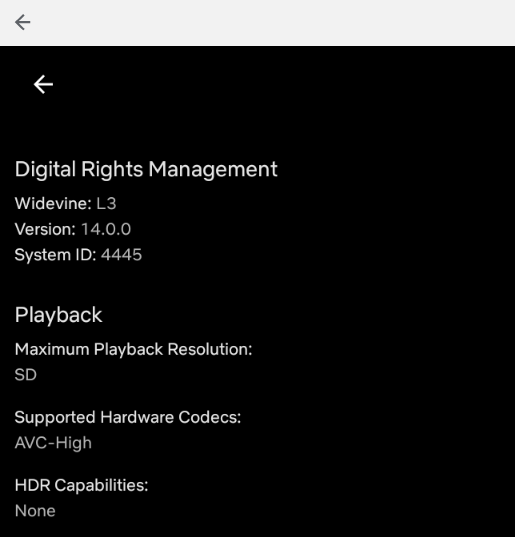 Digital Rights Management
Widevine: L3
Version: 14.0.0
System ID: 4445
Playback
Maximum Playback Resolution:
SD
Supported Hardware Codecs:
AVC-High
HDR Capabilities:
None